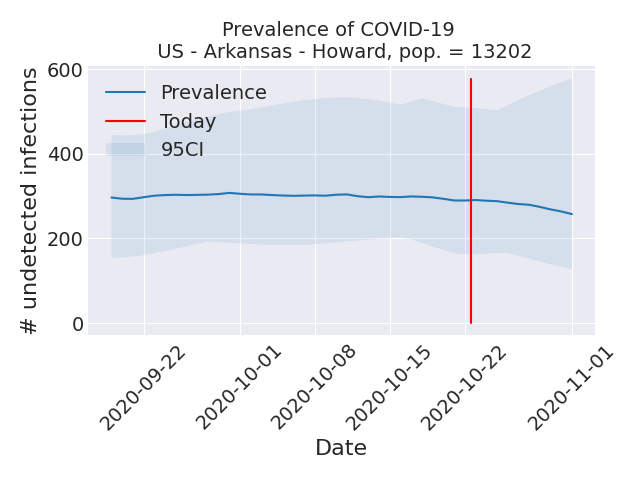 Prevalence of COVID-19
US - Arkansas - Howard, pop. = 13202
# undetected infections
600
400
200
0
Prevalence
Today
95CI
2020-09-22
2020-10-01
2020-10-08
2020-10-15
2020-10-22
2020-11-01
Date